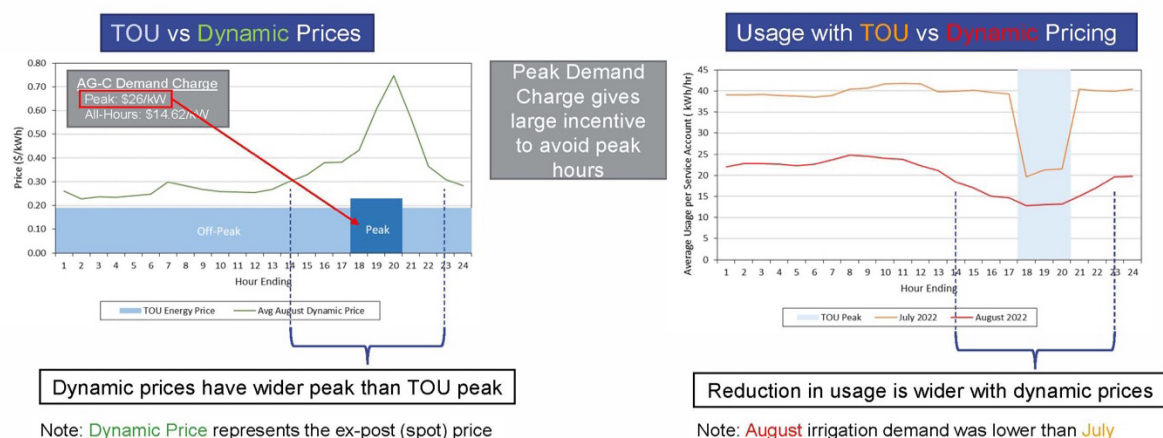 TOU vs Dynamic Prices
AG-C Demand Charge
Peak: $26/kW
All-Hours: $14.62/kW
Price ($/kWh)
0.80
0.70
0.60
0.50
0.40
0.30
0.20
0.10
0.00
Off-Peak
Peak
1 2 3 4 5 6 7 8 9 10 11 12 13 14 15 16 17 18 19 20 21 22 23 24
Hour Ending
TOU Energy Price
Avg August Dynamic Price
Dynamic prices have wider peak than TOU peak
Note: Dynamic Price represents the ex-post (spot) price
Peak Demand
Charge gives
large incentive
to avoid peak
hours
Usage with TOU vs Dynamic Pricing
Average Usage per Service Account ( kWh/hr)
45
40
35
30
25
20
15
10
5
0
1 2 3 4 5 6 7 8 9 10 11 12 13 14 15 16 17 18 19 20 21 22 23 24
Hour Ending
TOU Peak
July 2022
August 2022
Reduction in usage is wider with dynamic prices
Note: August irrigation demand was lower than July